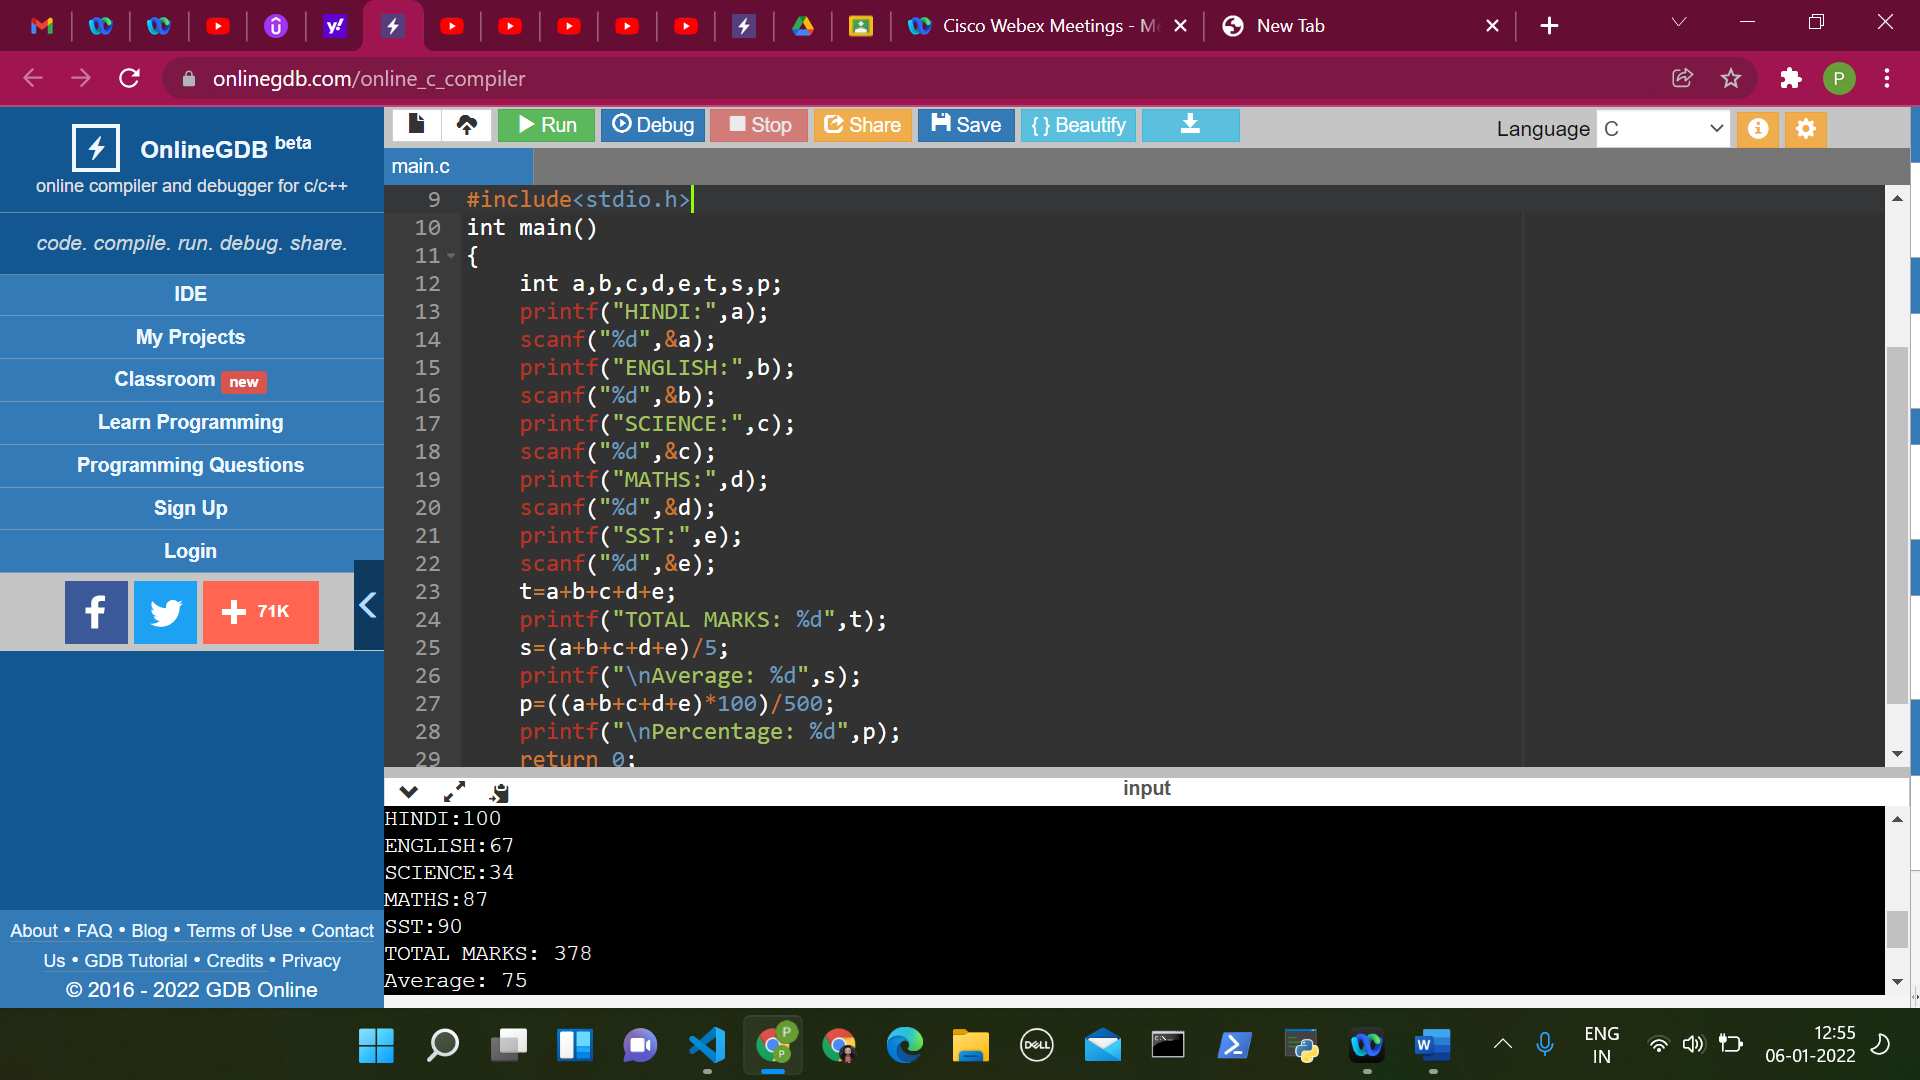 Cisco Webex Meetings - Me
New Tab
onlinegdb.com/online_c_compiler
P
OnlineGDB beta
online compiler and debugger for c/c++
code. compile. run. debug. share.
IDE
My Projects
Classroom new
Learn Programming
Programming Questions
Sign Up
Login
71K
About • FAQ • Blog • Terms of Use • Contact
Us • GDB Tutorial • Credits • Privacy
© 2016 - 2022 GDB Online
Run
Debug
Stop
Share
Save
{ } Beautify
Language C
main.c
9 #include<stdio.h>
10 int main()
11 {
12 int a,b,c,d,e,t,s,p;
13 printf("HINDI:",a);
14 scanf("%d",&a);
15 printf("ENGLISH:",b);
16 scanf("%d",&b);
17 printf("SCIENCE:",c);
18 scanf("%d",&c);
19 printf("MATHS:",d);
20 scanf("%d",&d);
21 printf("SST:",e);
22 scanf("%d",&e);
23 t=a+b+c+d+e;
24 printf("TOTAL MARKS: %d",t);
25 s=(a+b+c+d+e)/5;
26 printf("\nAverage: %d",s);
27 p=((a+b+c+d+e)*100)/500;
28 printf("\nPercentage: %d",p);
29 return 0;
input
HINDI:100
ENGLISH:67
SCIENCE:34
MATHS:87
SST:90
TOTAL MARKS: 378
Average: 75
DELL
ENG
IN
12:55
06-01-2022